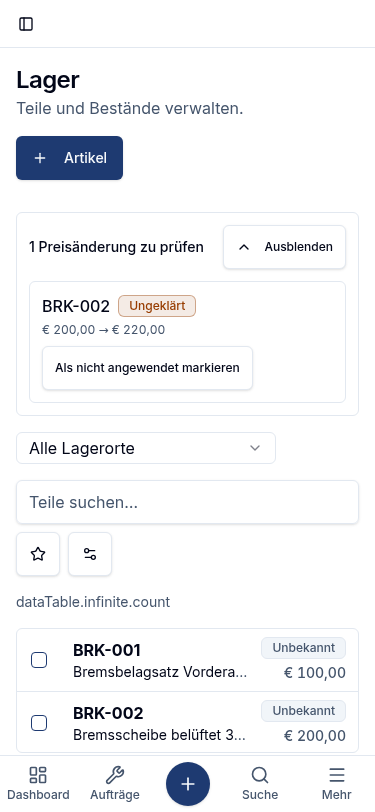 Lager
Teile und Bestände verwalten.
Artikel
1 Preisänderung zu prüfen
Ausblenden
BRK-002 Ungeklärt
€ 200,00 → € 220,00
Als nicht angewendet markieren
Alle Lagerorte
Teile suchen...
dataTable.infinite.count
BRK-001 Unbekannt
Bremsbelagsatz Vordera... € 100,00
BRK-002 Unbekannt
Bremsscheibe belüftet 3... € 200,00
Dashboard Aufträge Suche Mehr